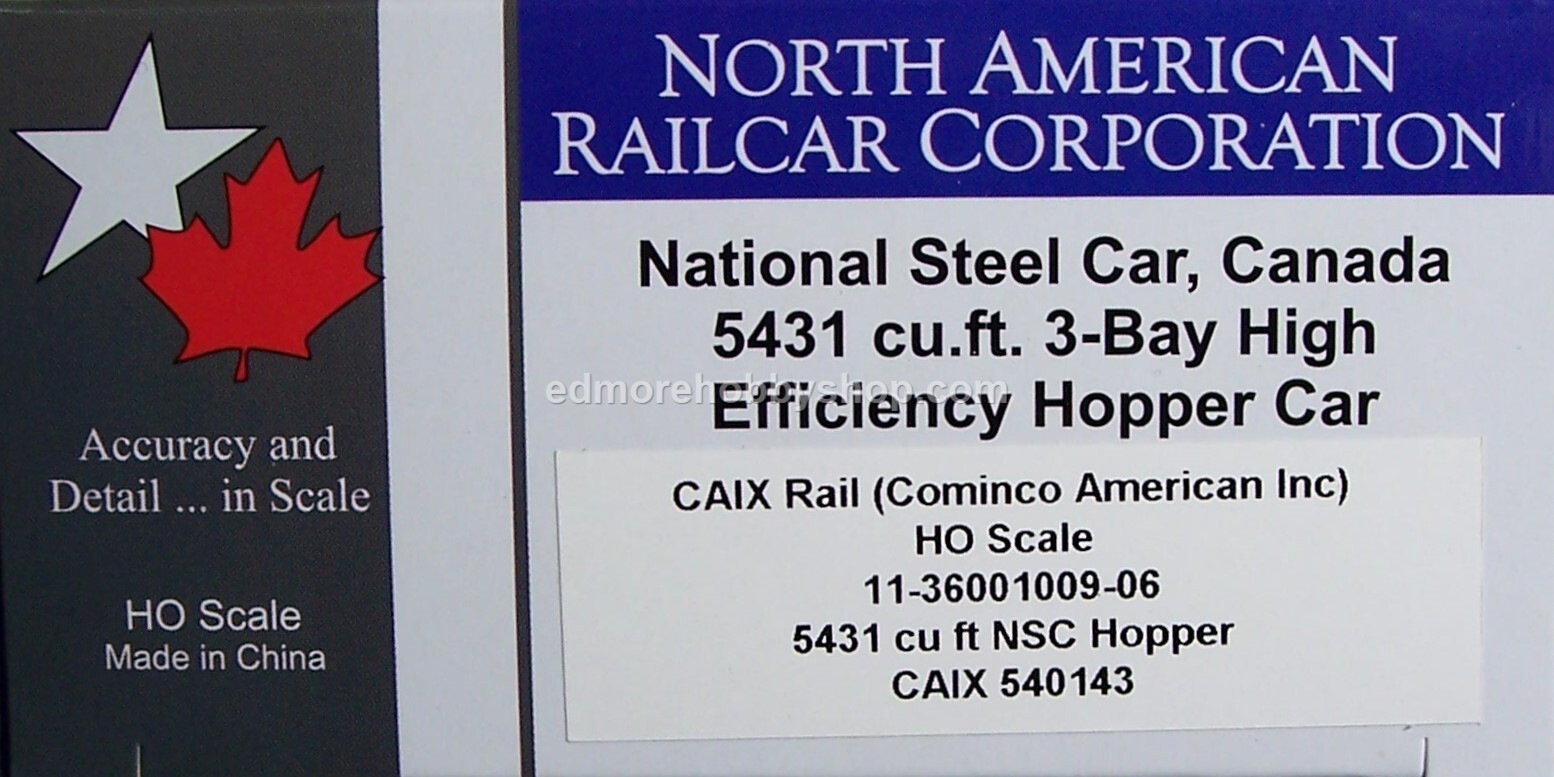 NORTH AMERICAN
RAILCAR CORPORATION
National Steel Car, Canada
5431 cu.ft. 3-Bay High
edmorehobbyshop.com
Efficiency Hopper Car
Accuracy and
Detail ... in Scale
HO Scale
Made in China
CAIX Rail (Cominco American Inc)
HO Scale
11-36001009-06
5431 cu ft NSC Hopper
CAIX 540143